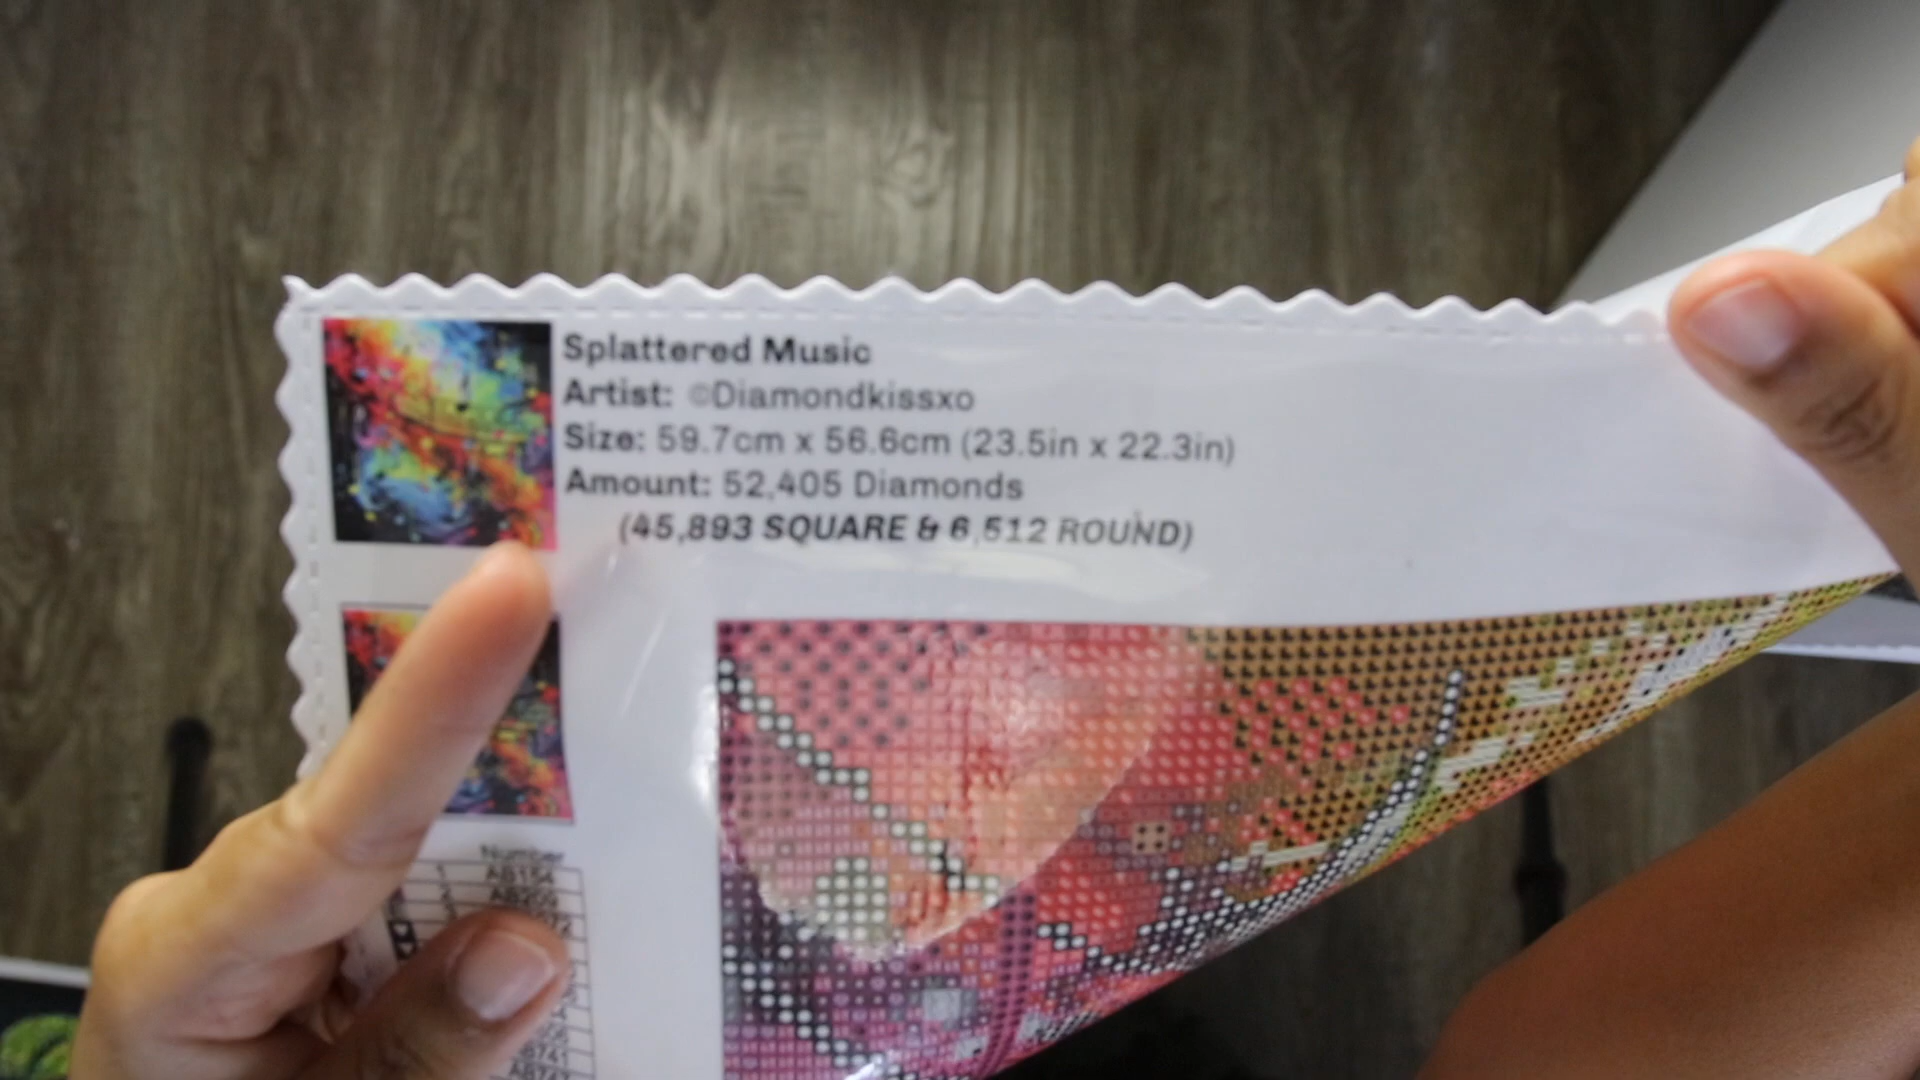 Splattered Music
Artist: ©Diamondkissxo
Size: 59.7cm x 56.6cm (23.5in x 22.3in)
Amount: 52,405 Diamonds
(45,893 SQUARE & 6,512 ROUND)
Number
AB154